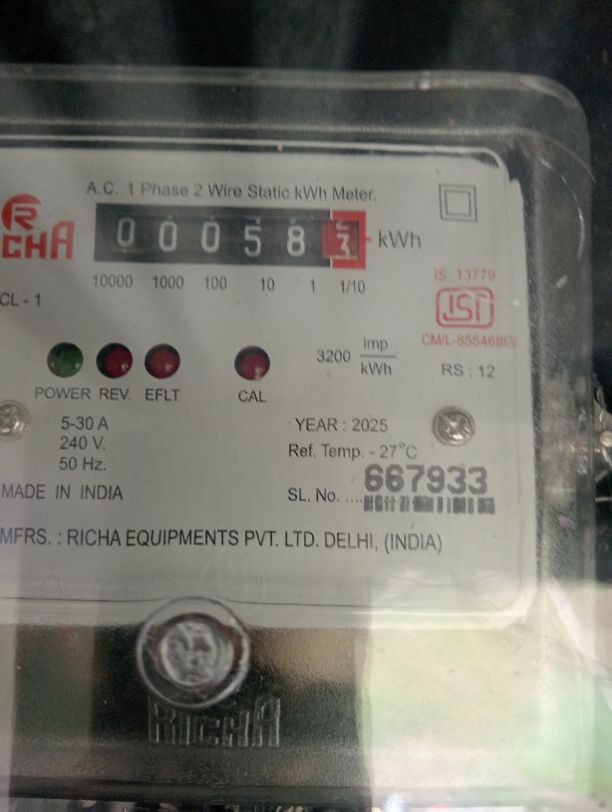 A.C. 1 Phase 2 Wire Static kWh Meter.
R
RICHA
0 0 0 5 8 3 kWh
10000 1000 100 10 1 1/10
CL - 1
IS: 13779
ISI
3200 Imp/kWh
RS : 12
POWER REV. EFLT CAL
5-30 A
240 V.
50 Hz.
YEAR : 2025
Ref. Temp. - 27°C
MADE IN INDIA
SL. No. .... 667933
MFRS. : RICHA EQUIPMENTS PVT. LTD. DELHI, (INDIA)
RICHA